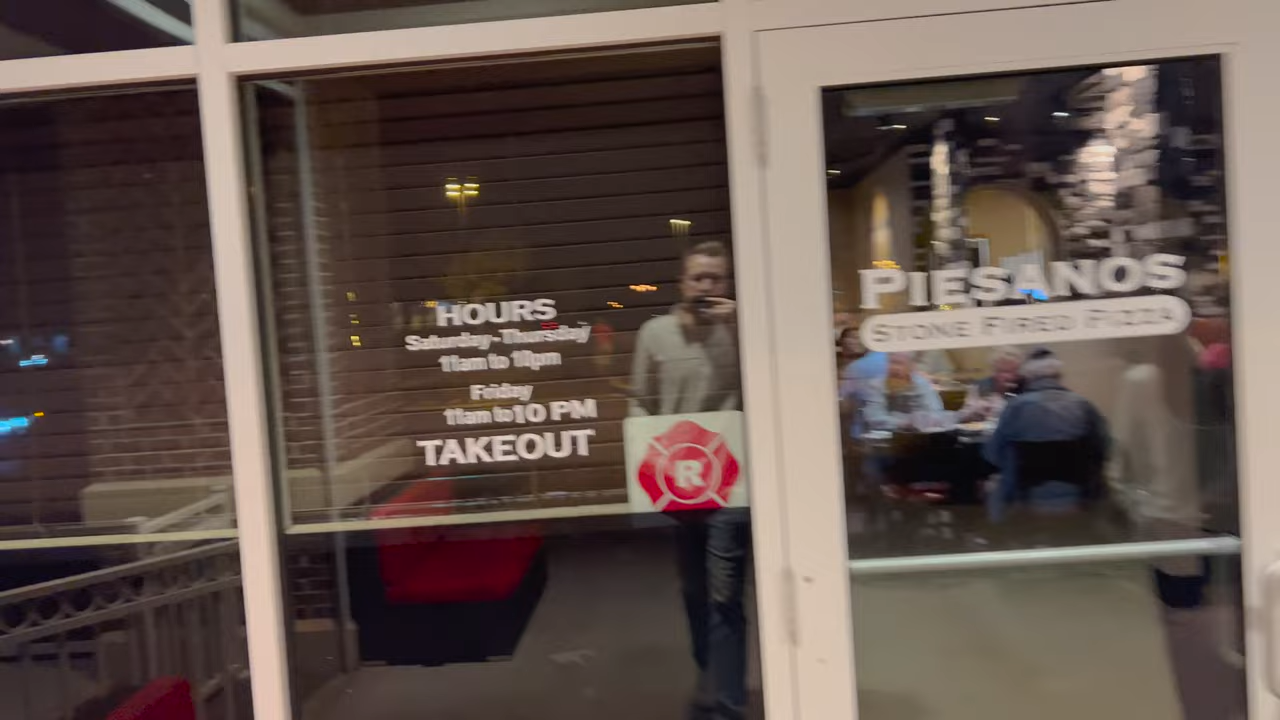 HOURS
Saturday-Thursday
11am to 10pm
Friday
11am to 10 PM
TAKEOUT
R
PIESANOS
STONE FIRED PIZZA